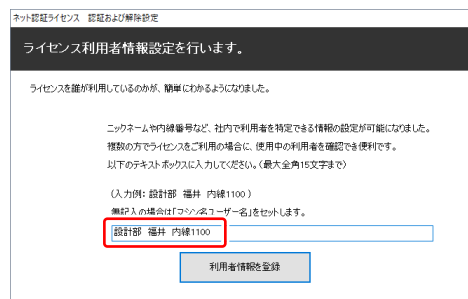 ネット認証ライセンス 認証および解除設定
ライセンス利用者情報設定を行います。
ライセンスを誰が利用しているのかが、簡単にわかるようになりました。
ニックネームや内線番号など、社内で利用者を特定できる情報の設定が可能になりました。
複数の方でライセンスをご利用の場合に、使用中の利用者を確認でき便利です。
以下のテキストボックスに入力してください。(最大全角15文字まで)
(入力例: 設計部 福井 内線1100 )
無記入の場合は「マシン名ユーザー名」をセットします。
設計部 福井 内線1100
利用者情報を登録